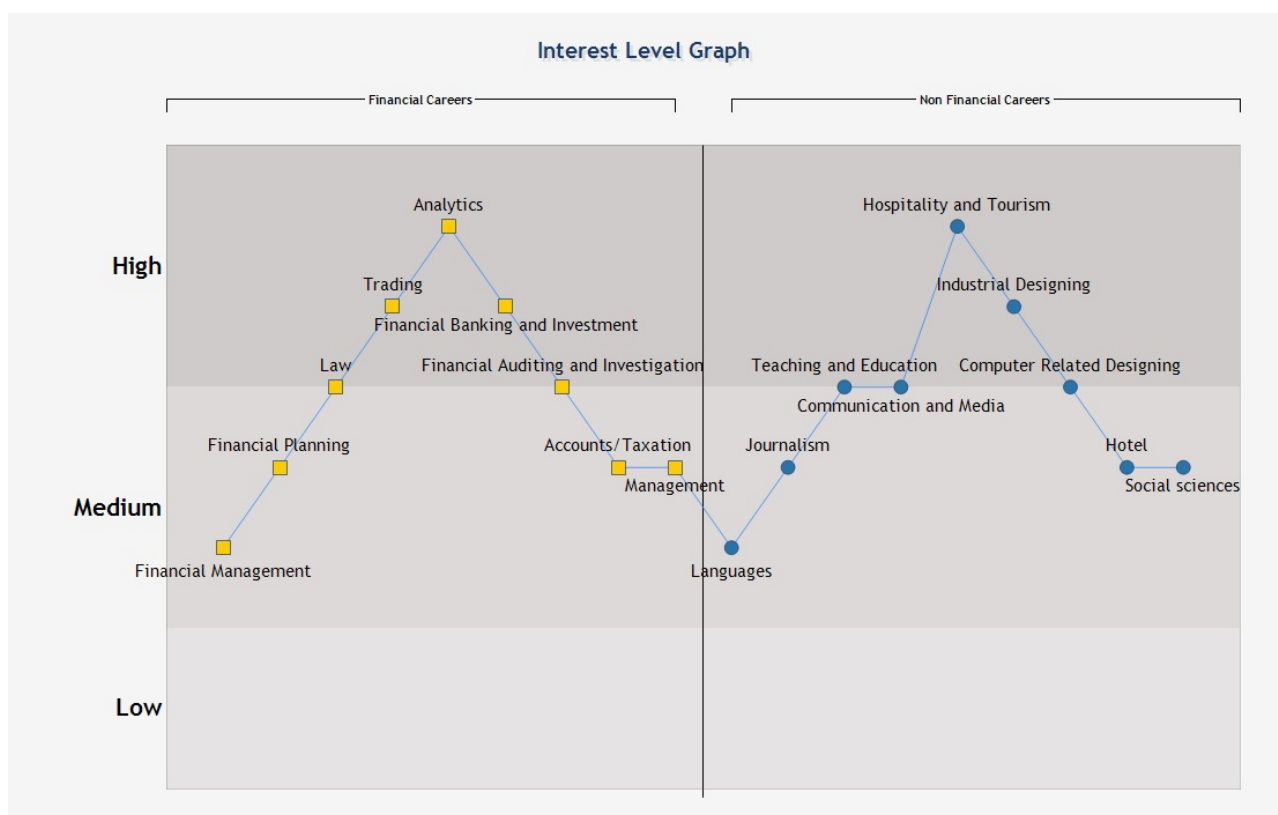 Interest Level Graph
Financial Careers
Non Financial Careers
Analytics
Hospitality and Tourism
High
Trading
Industrial Designing
Financial Banking and Investment
Law
Financial Auditing and Investigation
Teaching and Education
Computer Related Designing
Communication and Media
Financial Planning
Accounts/Taxation
Journalism
Hotel
Management
Social sciences
Medium
Financial Management
Languages
Low